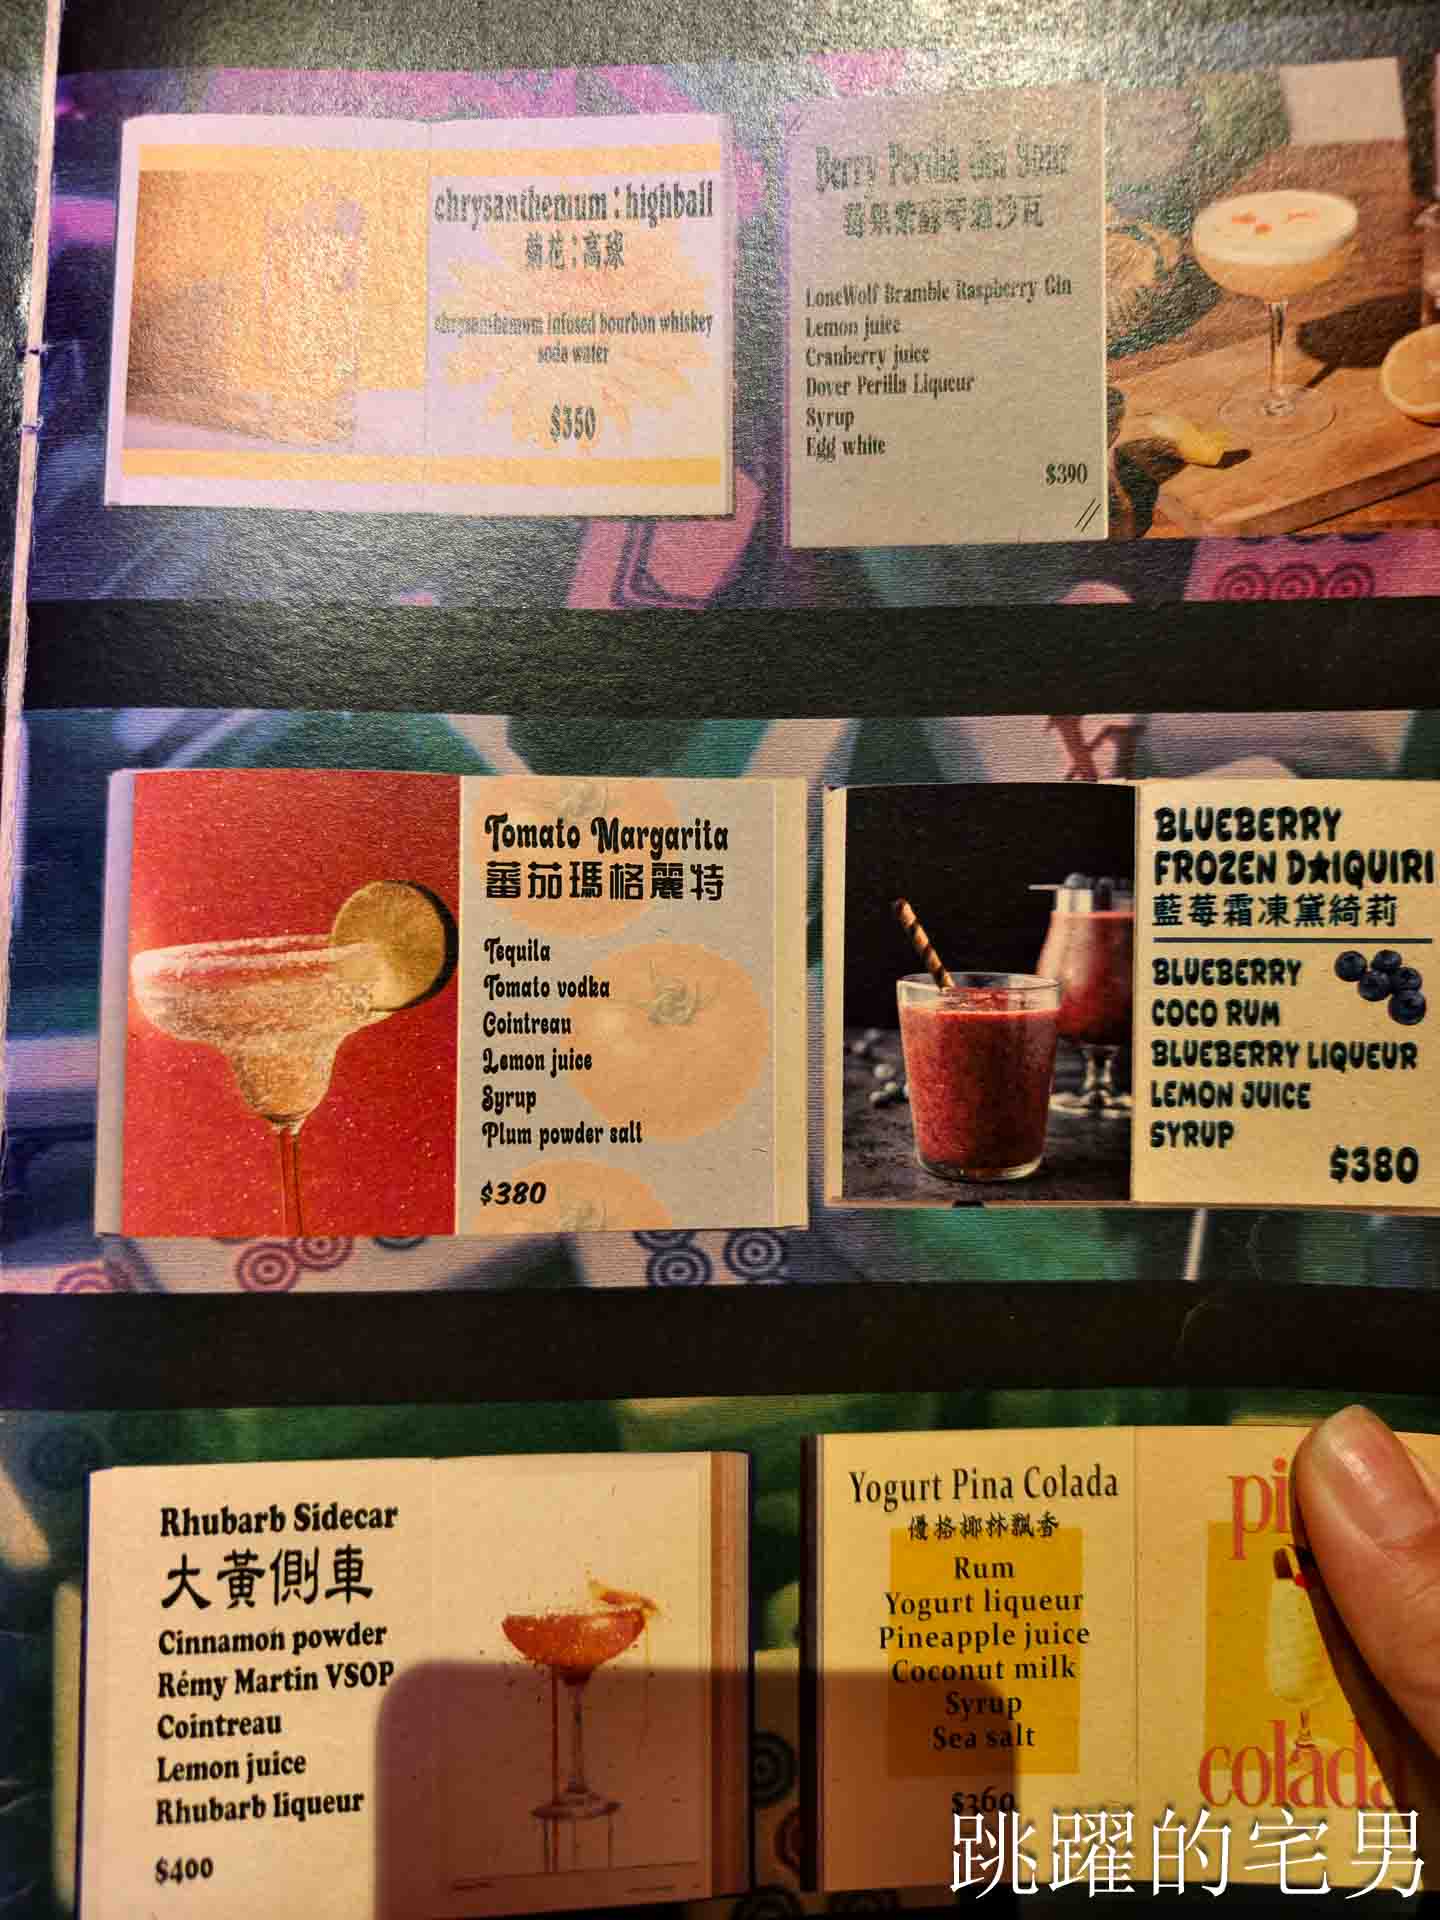 chrysanthemum : highball
菊花 : 高球
chrysanthemum infused bourbon whiskey
soda water
$350
Berry Perilla Gin Sour
莓果紫蘇琴酒沙瓦
LoneWolf Bramble Raspberry Gin
Lemon juice
Cranberry juice
Dover Perilla Liqueur
Syrup
Egg white
$390
Tomato Margarita
蕃茄瑪格麗特
Tequila
Tomato vodka
Cointreau
Lemon juice
Syrup
Plum powder salt
$380
BLUEBERRY
FROZEN D★IQUIRI
藍莓霜凍黛綺莉
BLUEBERRY
COCO RUM
BLUEBERRY LIQUEUR
LEMON JUICE
SYRUP
$380
Rhubarb Sidecar
大黃側車
Cinnamon powder
Rémy Martin VSOP
Cointreau
Lemon juice
Rhubarb liqueur
$400
Yogurt Pina Colada
優格椰林飄香
Rum
Yogurt liqueur
Pineapple juice
Coconut milk
Syrup
Sea salt
$360
pi
colada
跳躍的宅男